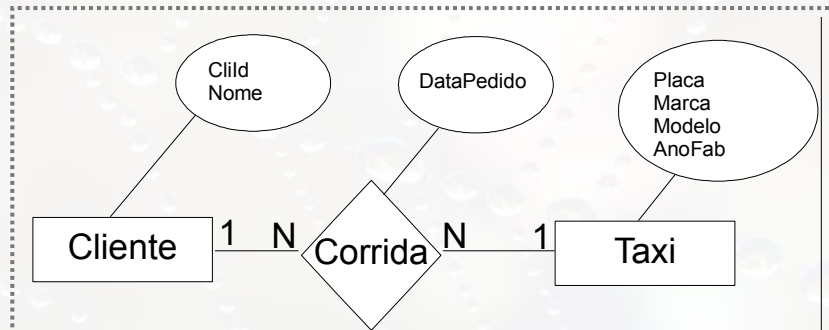 CliId
Nome
DataPedido
Placa
Marca
Modelo
AnoFab
Cliente 1 N Corrida N 1 Taxi